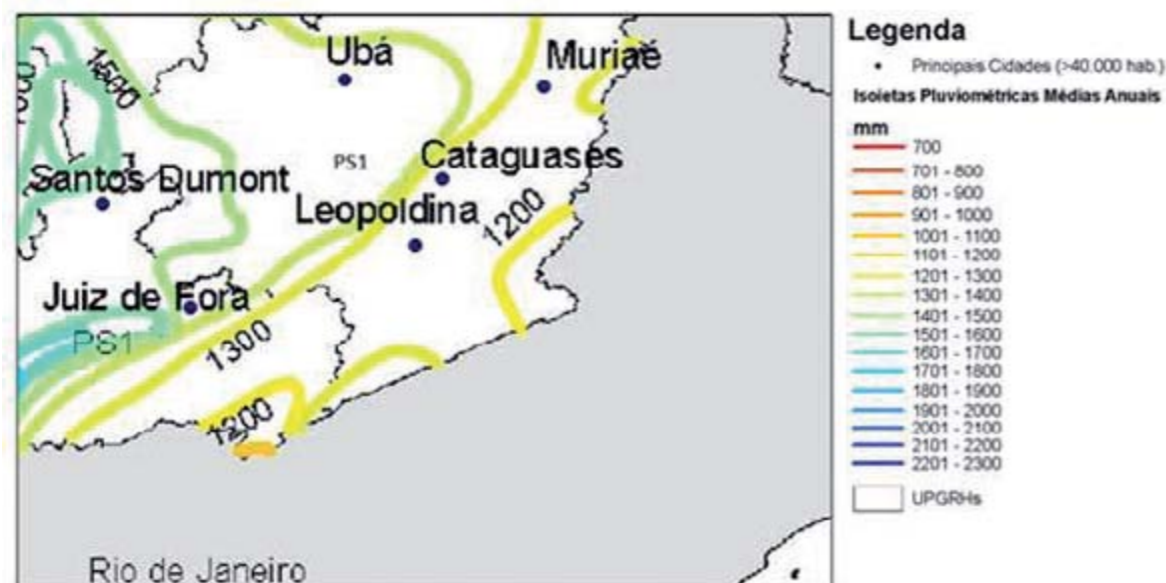 Ubá
Muriaé
1500
Cataguases
PS1
Santos Dumont
Leopoldina
1200
Juiz de Fora
PS1
1300
1200
Rio de Janeiro
Legenda
Principais Cidades (>40.000 hab.)
Isoietas Pluviométricas Médias Anuais
mm
700
701 - 800
801 - 900
901 - 1000
1001 - 1100
1101 - 1200
1201 - 1300
1301 - 1400
1401 - 1500
1501 - 1600
1601 - 1700
1701 - 1800
1801 - 1900
1901 - 2000
2001 - 2100
2101 - 2200
2201 - 2300
UPGRHs